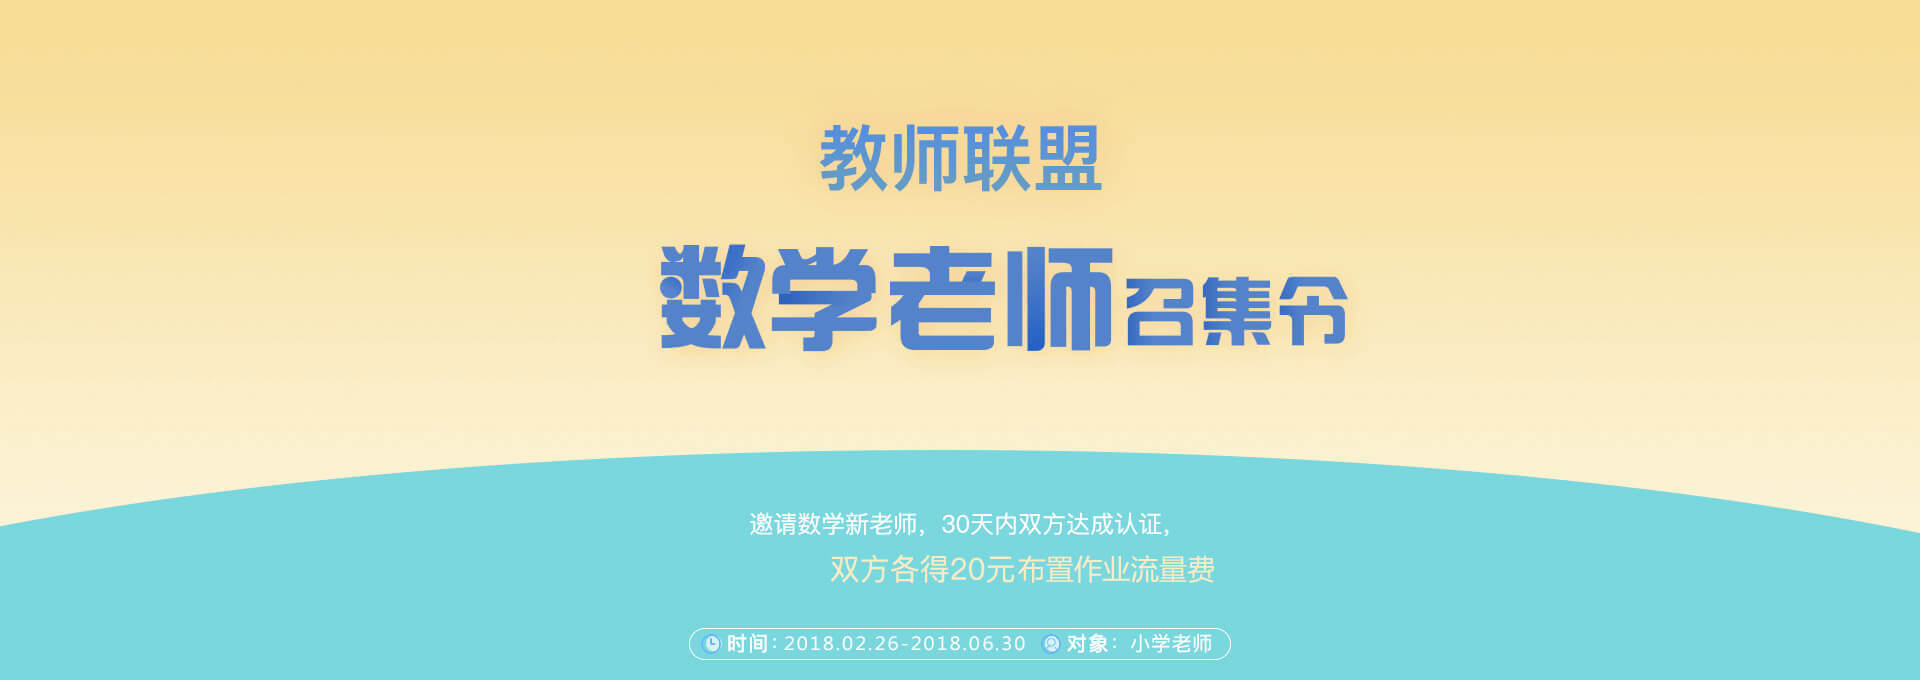 教师联盟
数学老师召集令
邀请数学新老师，30天内双方达成认证，
双方各得20元布置作业流量费
时间：2018.02.26-2018.06.30 对象：小学老师